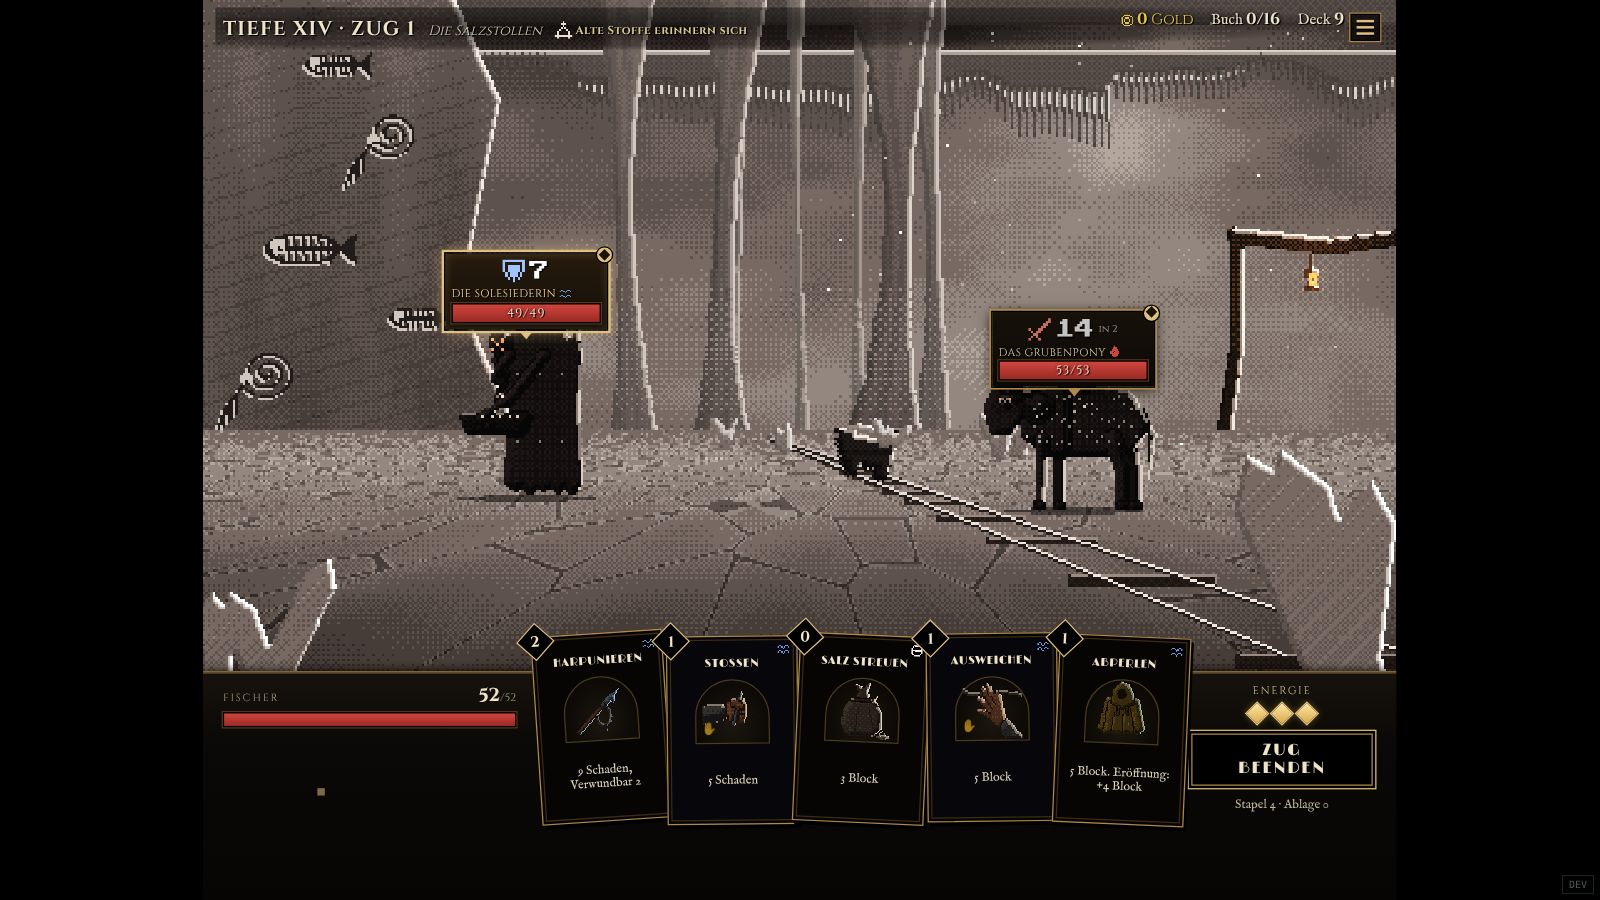 TIEFE XIV · ZUG 1 DIE SALZSTOLLEN ALTE STOFFE ERINNERN SICH
0 GOLD Buch 0/16 Deck 9
7
DIE SOLESIEDERIN
49/49
14 IN 2
DAS GRUBENPONY
53/53
FISCHER 52/52
2
HARPUNIEREN
9 Schaden,
Verwundbar 2
1
STOSSEN
5 Schaden
0
SALZ STREUEN
3 Block
1
AUSWEICHEN
5 Block
1
ABPERLEN
5 Block. Eröffnung:
+4 Block
ENERGIE
ZUG
BEENDEN
Stapel 4 · Ablage 0
DEV